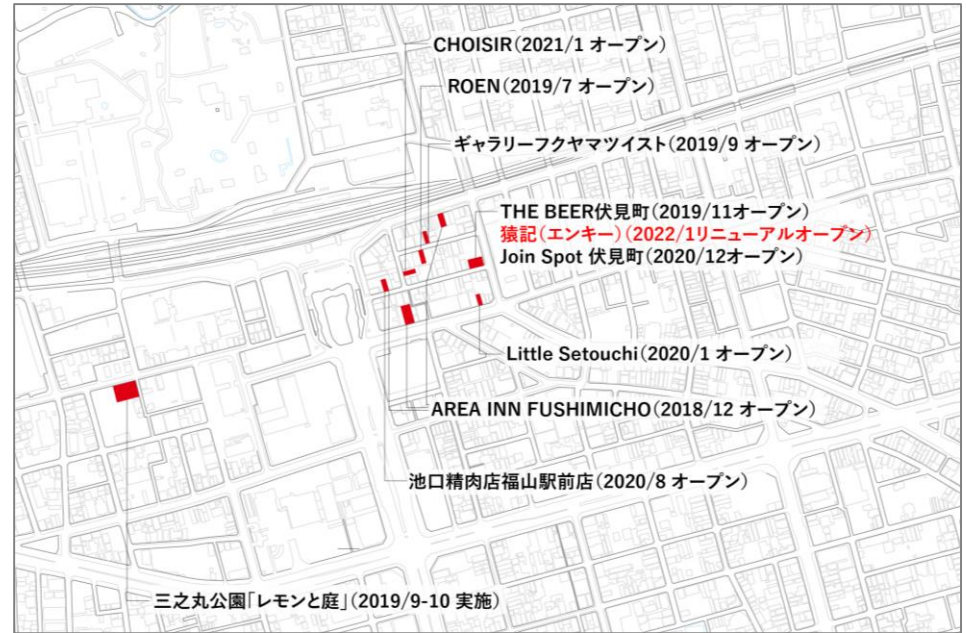 CHOISIR(2021/1 オープン)
ROEN(2019/7 オープン)
ギャラリーフクヤマツイスト(2019/9 オープン)
THE BEER伏見町(2019/11オープン)
猿記(エンキー)(2022/1リニューアルオープン)
Join Spot 伏見町(2020/12オープン)
Little Setouchi(2020/1 オープン)
AREA INN FUSHIMICHO(2018/12 オープン)
池口精肉店福山駅前店(2020/8 オープン)
三之丸公園「レモンと庭」(2019/9-10 実施)